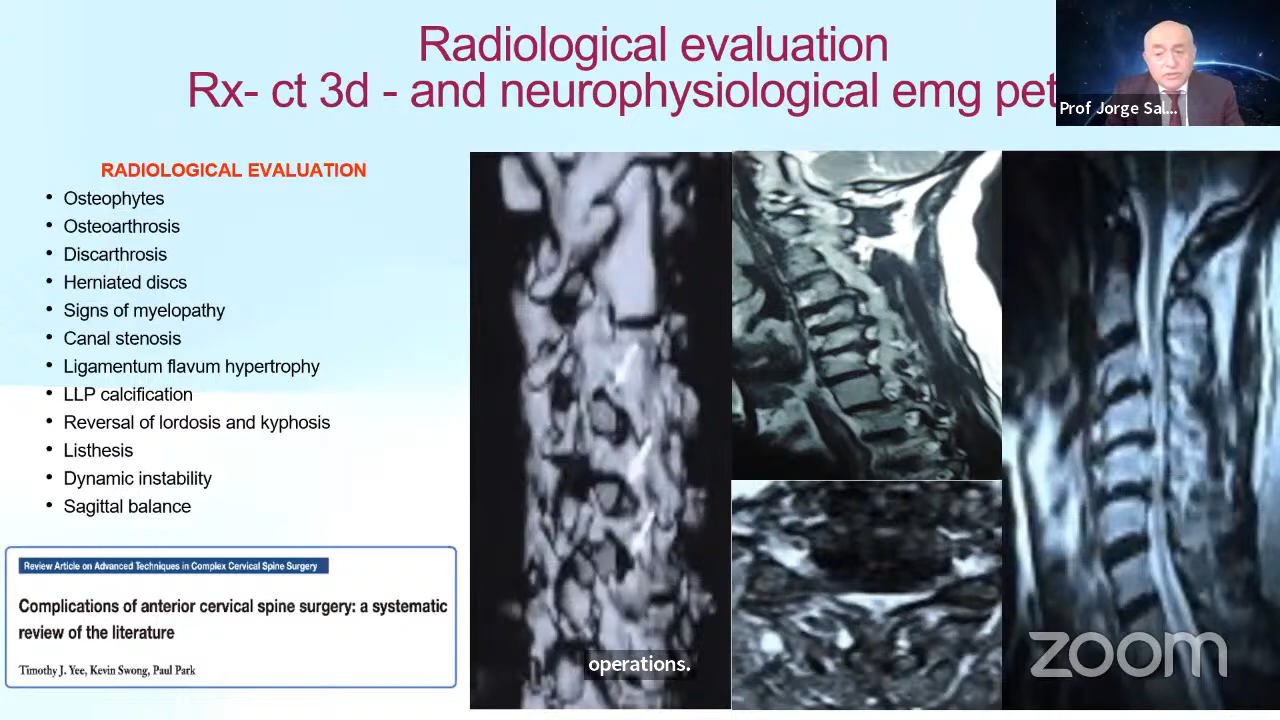 Radiological evaluation
Rx- ct 3d - and neurophysiological emg pet
Prof Jorge Sal...
RADIOLOGICAL EVALUATION
• Osteophytes
• Osteoarthrosis
• Discarthrosis
• Herniated discs
• Signs of myelopathy
• Canal stenosis
• Ligamentum flavum hypertrophy
• LLP calcification
• Reversal of lordosis and kyphosis
• Listhesis
• Dynamic instability
• Sagittal balance
Review Article on Advanced Techniques in Complex Cervical Spine Surgery
Complications of anterior cervical spine surgery: a systematic
review of the literature
Timothy J. Yee, Kevin Swong, Paul Park
operations.
zoom